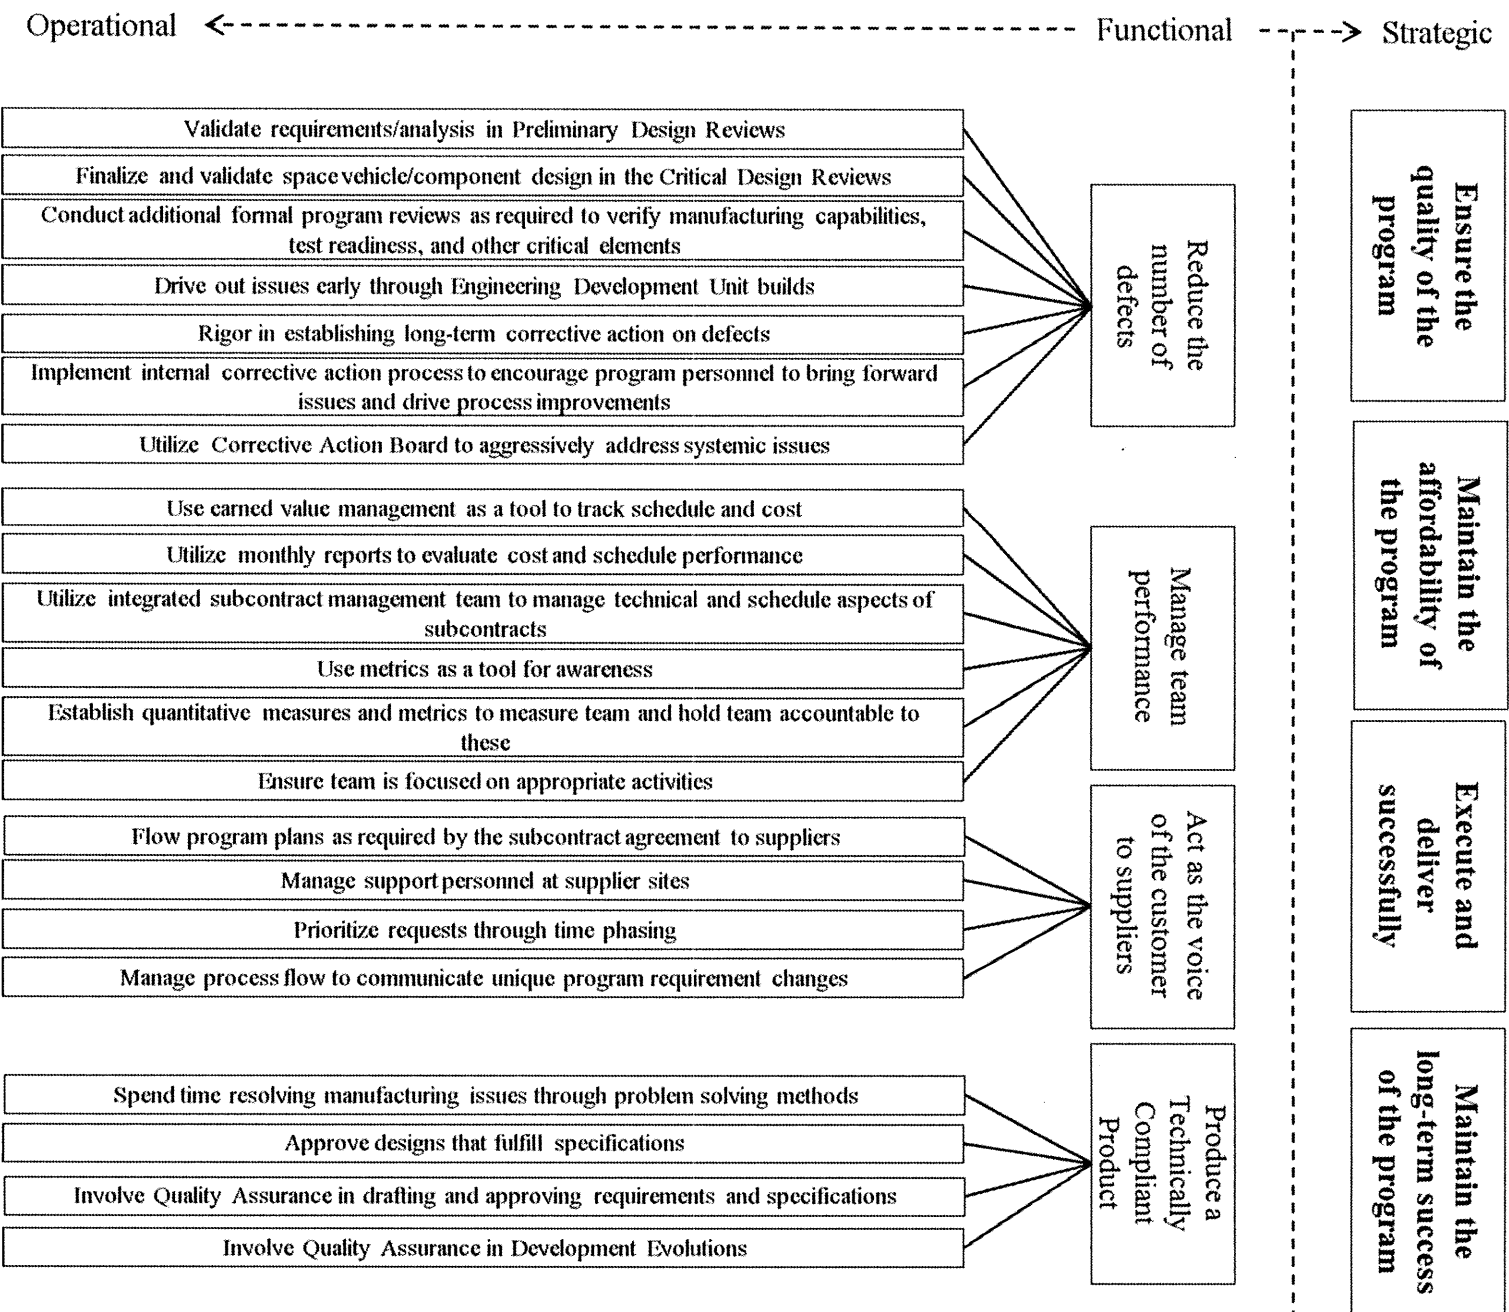 Operational
Functional
Strategic
Validate requirements/analysis in Preliminary Design Reviews
Finalize and validate space vehicle/component design in the Critical Design Reviews
Conduct additional formal program reviews as required to verify manufacturing capabilities,
test readiness, and other critical elements
Drive out issues early through Engineering Development Unit builds
Rigor in establishing long-term corrective action on defects
Implement internal corrective action process to encourage program personnel to bring forward
issues and drive process improvements
Utilize Corrective Action Board to aggressively address systemic issues
Reduce the
number of
defects
Use earned value management as a tool to track schedule and cost
Utilize monthly reports to evaluate cost and schedule performance
Utilize integrated subcontract management team to manage technical and schedule aspects of
subcontracts
Use metrics as a tool for awareness
Establish quantitative measures and metrics to measure team and hold team accountable to
these
Ensure team is focused on appropriate activities
Manage team
performance
Flow program plans as required by the subcontract agreement to suppliers
Manage support personnel at supplier sites
Prioritize requests through time phasing
Manage process flow to communicate unique program requirement changes
Act as the voice
of the customer
to suppliers
Spend time resolving manufacturing issues through problem solving methods
Approve designs that fulfill specifications
Involve Quality Assurance in drafting and approving requirements and specifications
Involve Quality Assurance in Development Evolutions
Produce a
Technically
Compliant
Product
Ensure the
quality of the
program
Maintain the
affordability of
the program
Execute and
deliver
successfully
Maintain the
long-term success
of the program